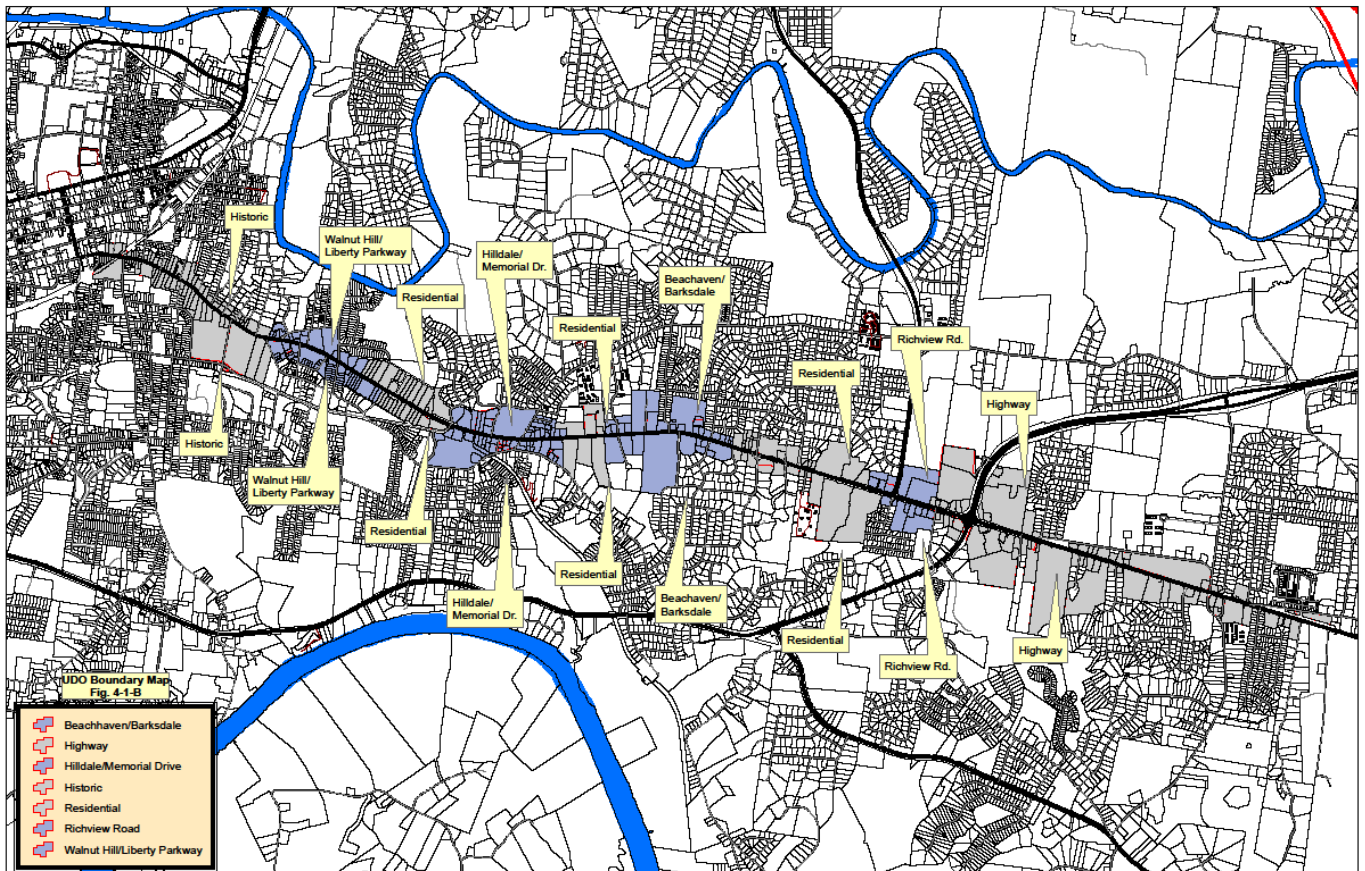 Historic
Walnut Hill/
Liberty Parkway
Hilldale/
Memorial Dr.
Beachaven/
Barksdale
Residential
Residential
Richview Rd.
Residential
Highway
Historic
Walnut Hill/
Liberty Parkway
Residential
Residential
Hilldale/
Memorial Dr.
Beachaven/
Barksdale
Residential
Richview Rd.
Highway
UDO Boundary Map
Fig. 4-1-B
Beachhaven/Barksdale
Highway
Hilldale/Memorial Drive
Historic
Residential
Richview Road
Walnut Hill/Liberty Parkway